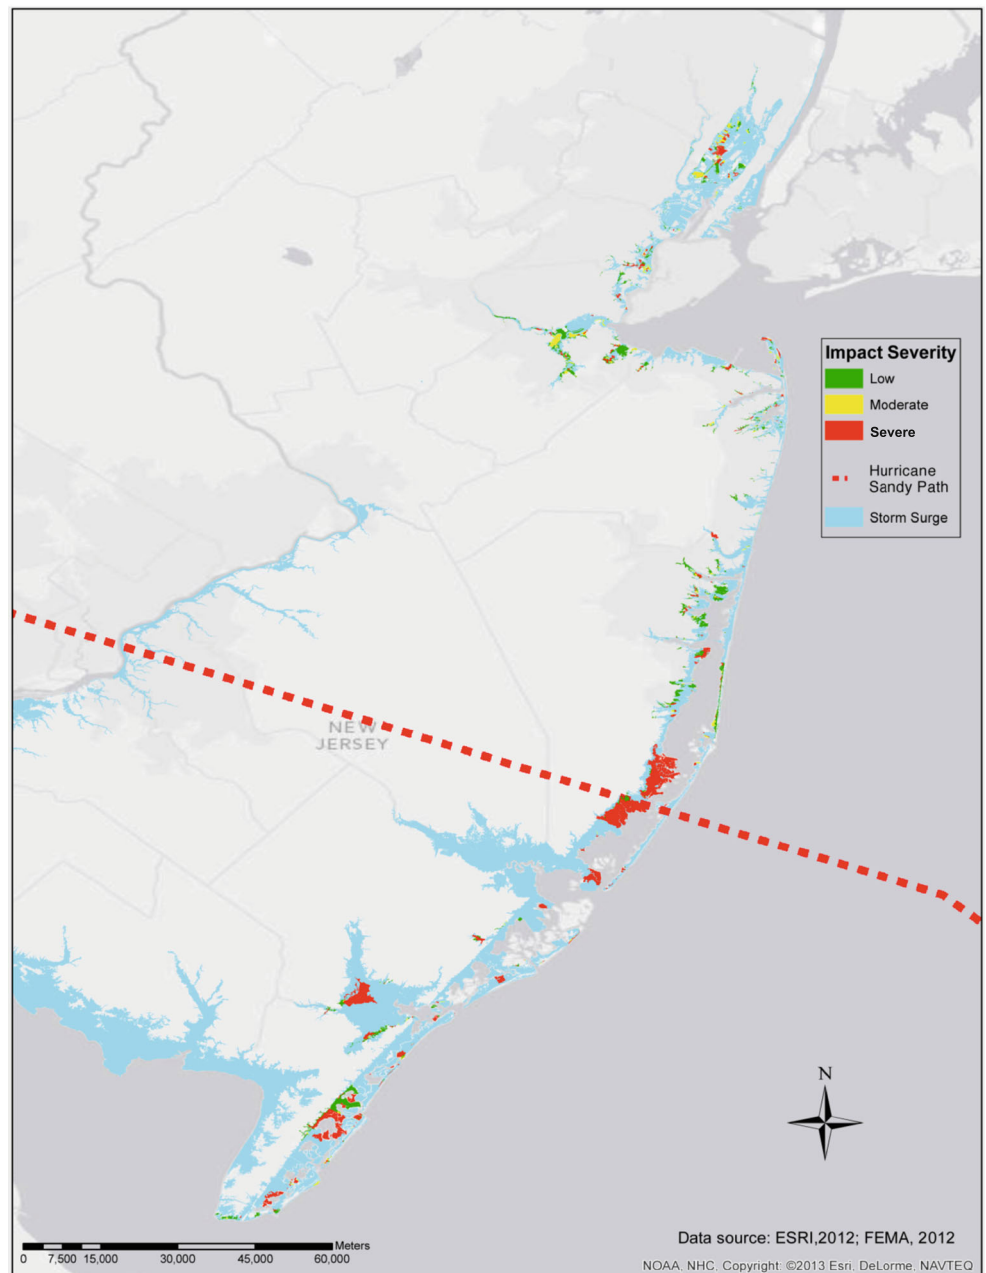 Impact Severity
Low
Moderate
Severe
Hurricane
Sandy Path
Storm Surge
NEW
JERSEY
N
Meters
0 7,500 15,000 30,000 45,000 60,000
Data source: ESRI,2012; FEMA, 2012
NOAA, NHC, Copyright: ©2013 Esri, DeLorme, NAVTEQ